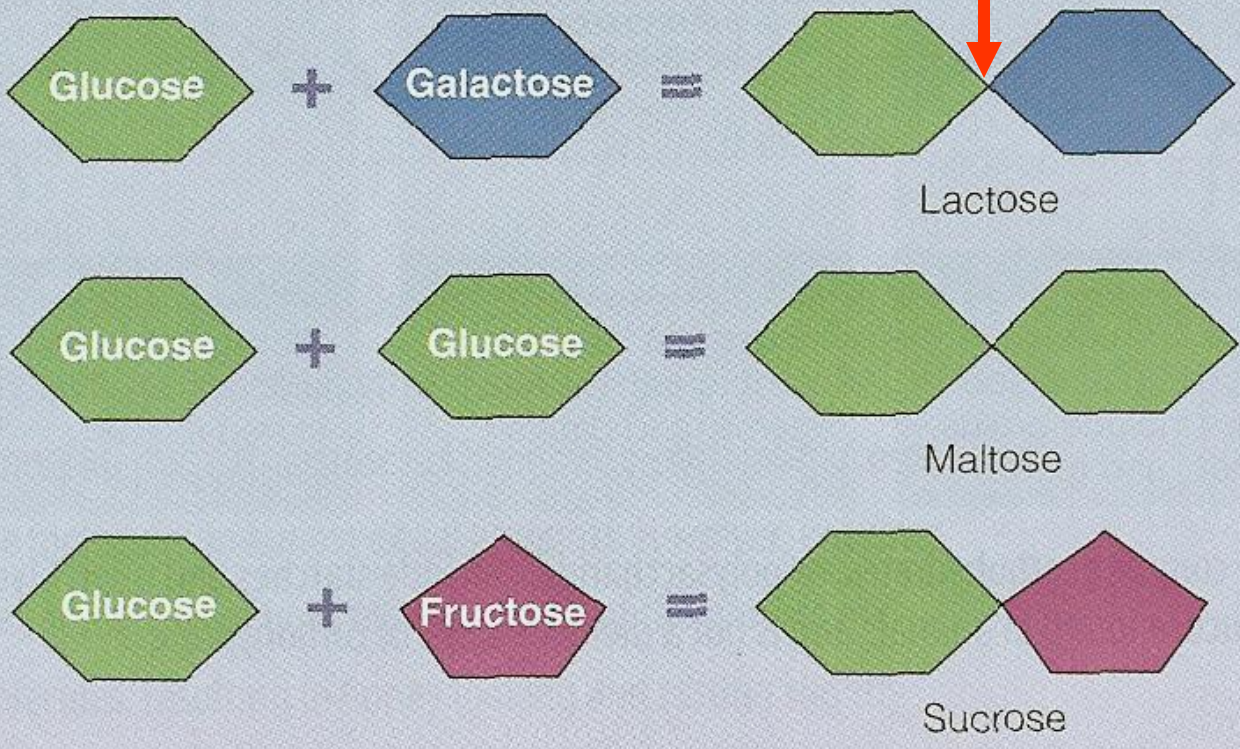 Glucose + Galactose =
Lactose
Glucose + Glucose =
Maltose
Glucose + Fructose =
Sucrose